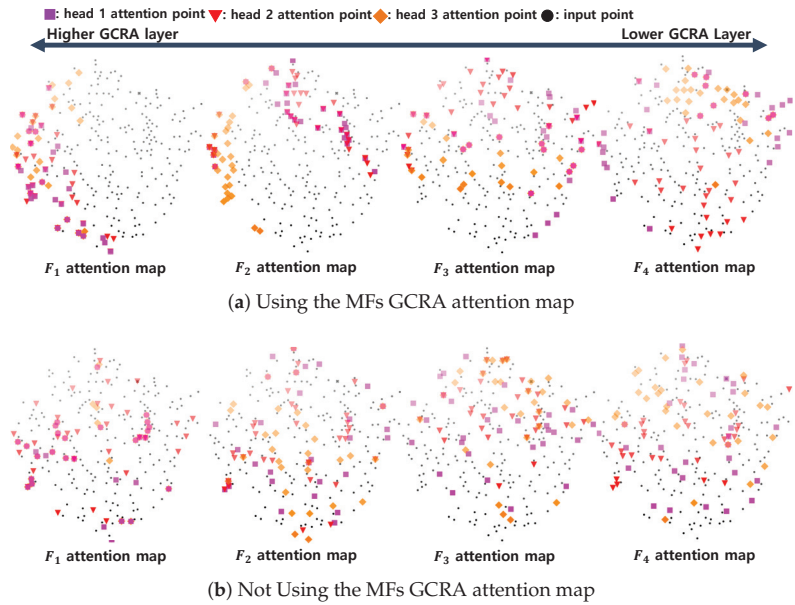 : head 1 attention point : head 2 attention point : head 3 attention point : input point
Higher GCRA layer Lower GCRA Layer
F₁ attention map F₂ attention map F₃ attention map F₄ attention map
(a) Using the MFs GCRA attention map
F₁ attention map F₂ attention map F₃ attention map F₄ attention map
(b) Not Using the MFs GCRA attention map